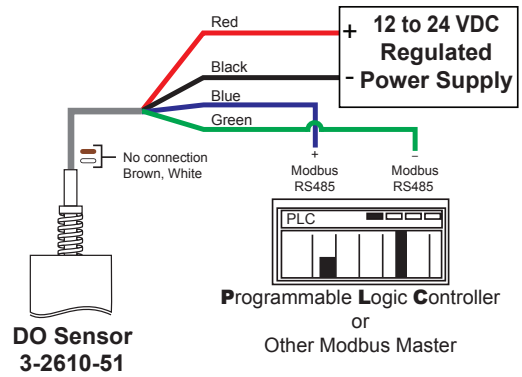 Red
+ 12 to 24 VDC
Regulated
- Power Supply
Black
Blue
Green
No connection
Brown, White
+
Modbus
RS485
–
Modbus
RS485
PLC
Programmable Logic Controller
or
Other Modbus Master
DO Sensor
3-2610-51